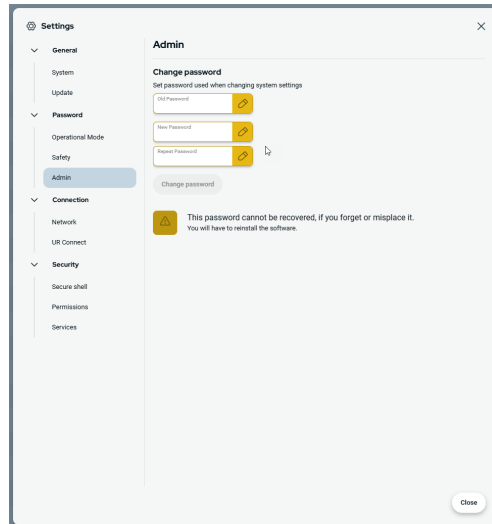 Settings
General
System
Update
Password
Operational Mode
Safety
Admin
Connection
Network
UR Connect
Security
Secure shell
Permissions
Services
Admin
Change password
Set password used when changing system settings
Old Password
New Password
Repeat Password
Change password
This password cannot be recovered, if you forget or misplace it.
You will have to reinstall the software.
Close